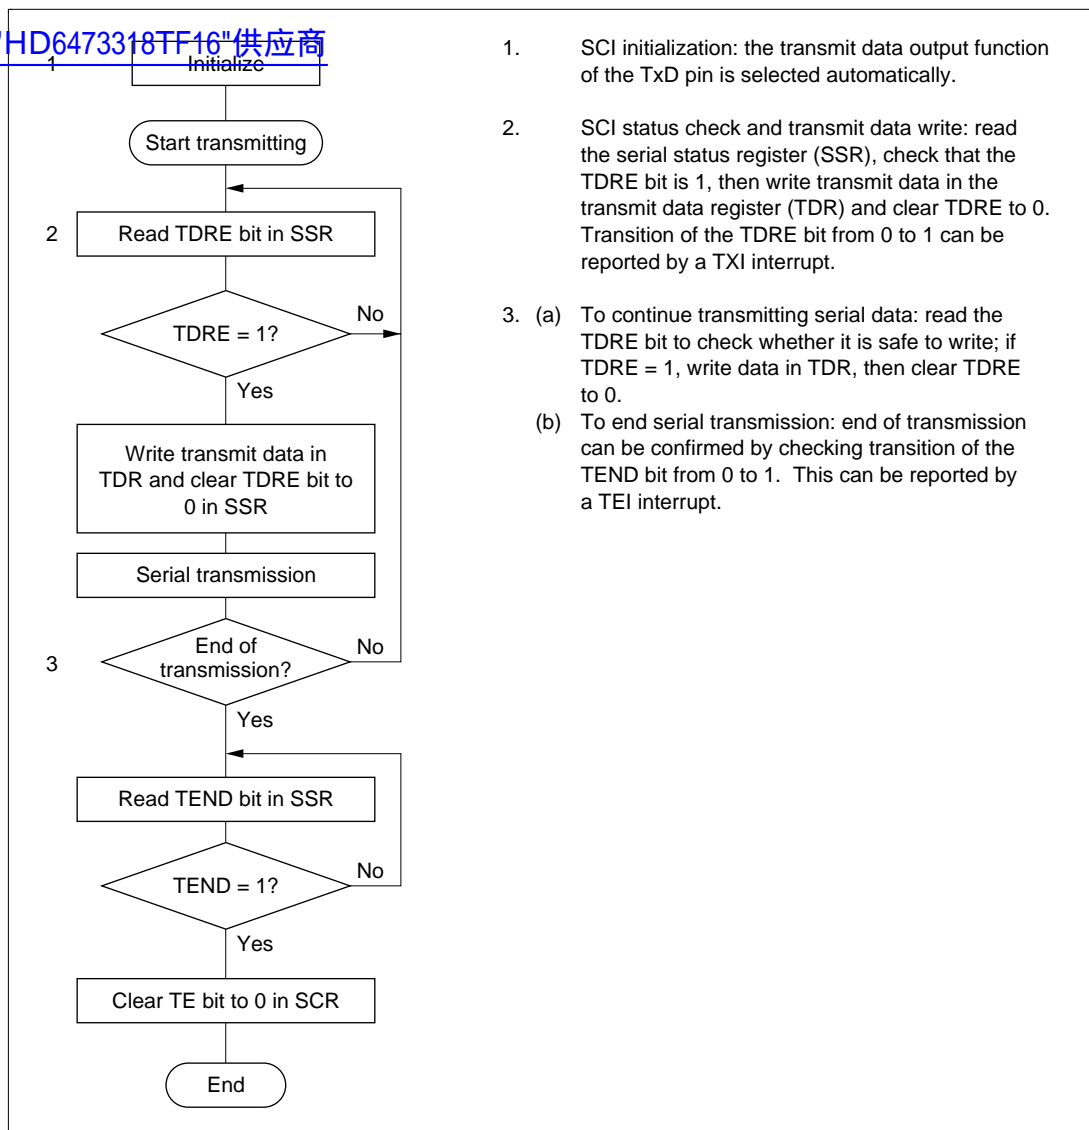 "HD6473318TF16"供应商
1 Initialize
Start transmitting
2 Read TDRE bit in SSR
TDRE = 1?
No
Yes
Write transmit data in
TDR and clear TDRE bit to
0 in SSR
Serial transmission
3
End of
transmission?
No
Yes
Read TEND bit in SSR
TEND = 1?
No
Yes
Clear TE bit to 0 in SCR
End
1. SCI initialization: the transmit data output function
of the TxD pin is selected automatically.
2. SCI status check and transmit data write: read
the serial status register (SSR), check that the
TDRE bit is 1, then write transmit data in the
transmit data register (TDR) and clear TDRE to 0.
Transition of the TDRE bit from 0 to 1 can be
reported by a TXI interrupt.
3. (a) To continue transmitting serial data: read the
TDRE bit to check whether it is safe to write; if
TDRE = 1, write data in TDR, then clear TDRE
to 0.
(b) To end serial transmission: end of transmission
can be confirmed by checking transition of the
TEND bit from 0 to 1. This can be reported by
a TEI interrupt.